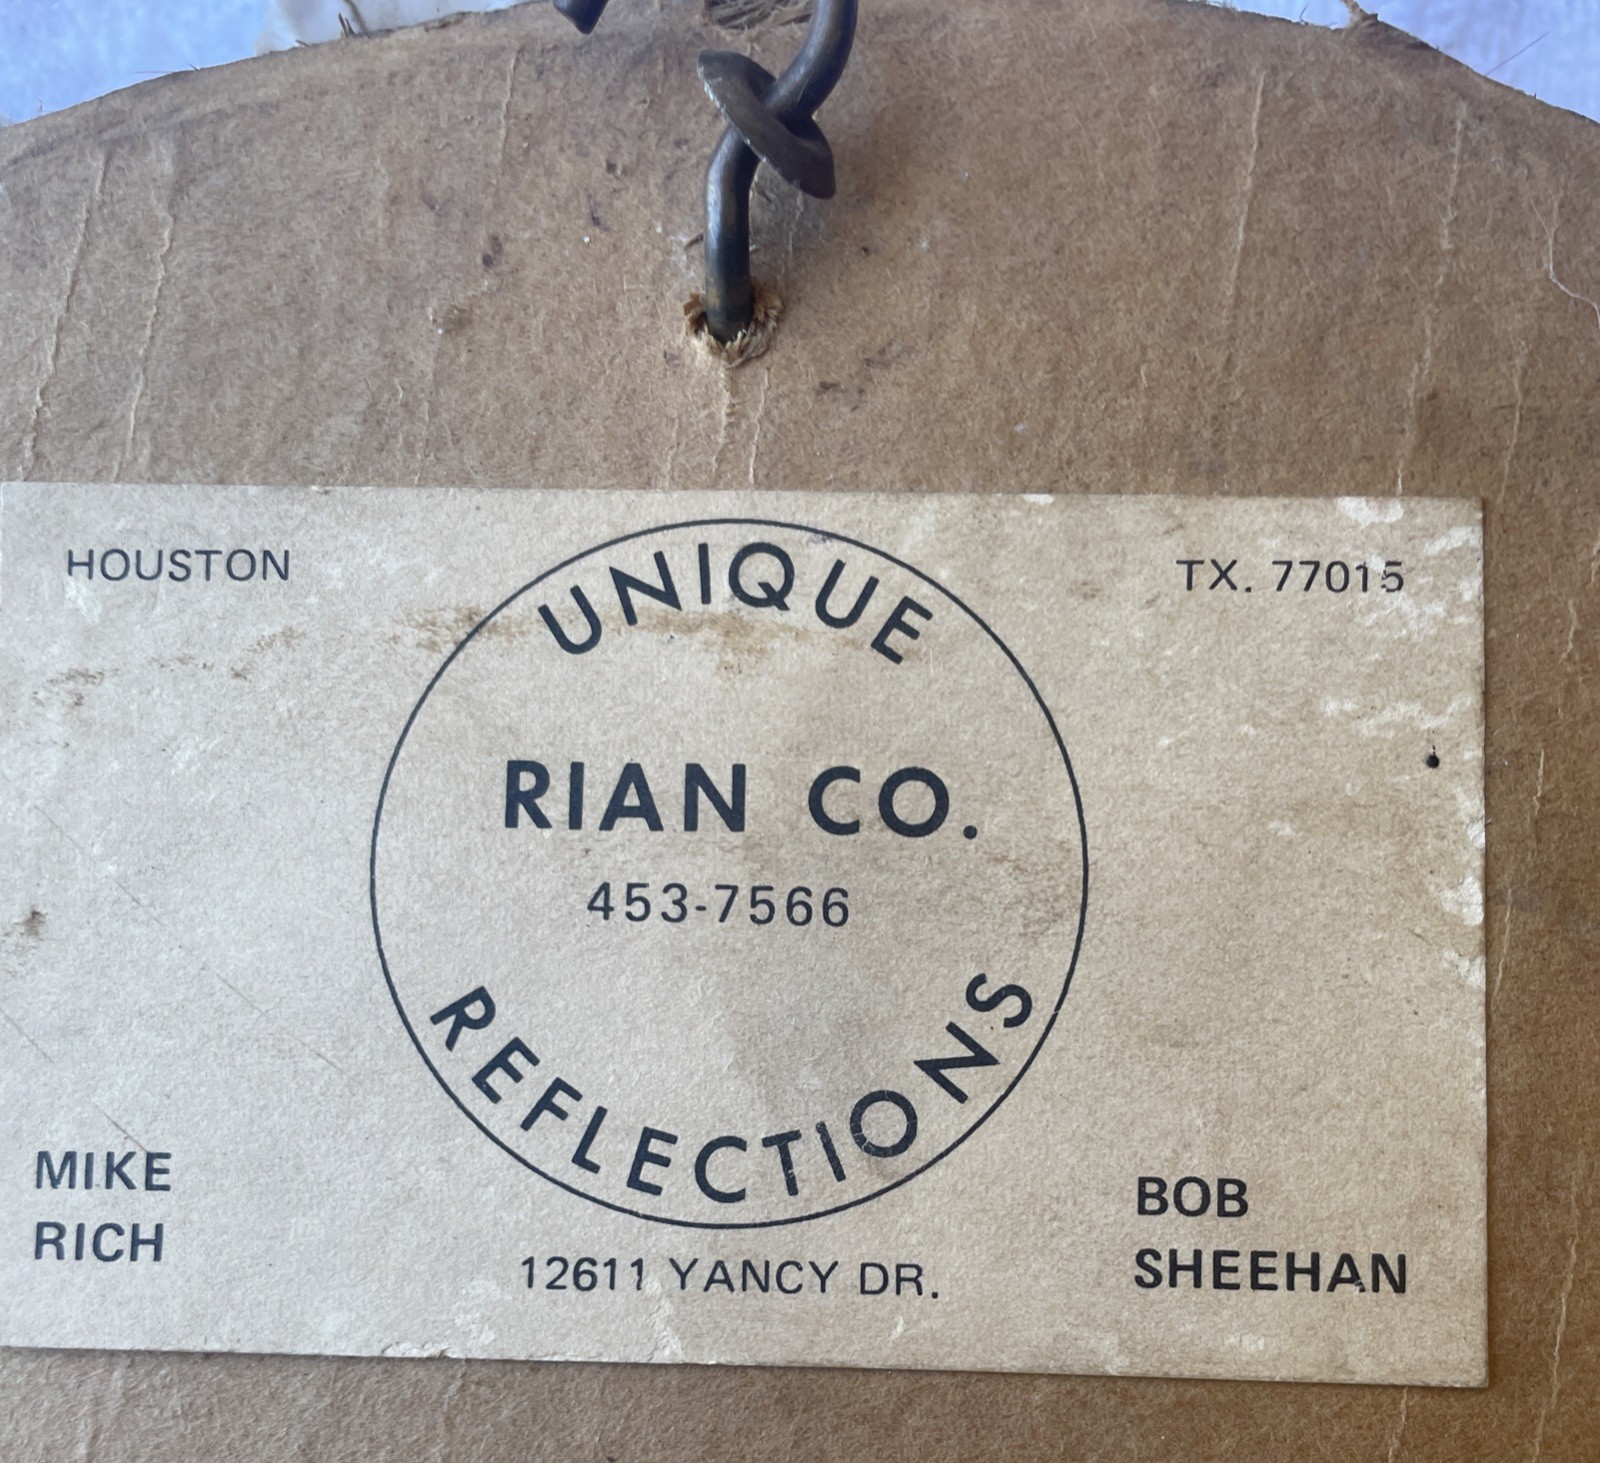 HOUSTON
TX. 77015
UNIQUE
RIAN CO.
453-7566
REFLECTIONS
MIKE
RICH
BOB
SHEEHAN
12611 YANCY DR.